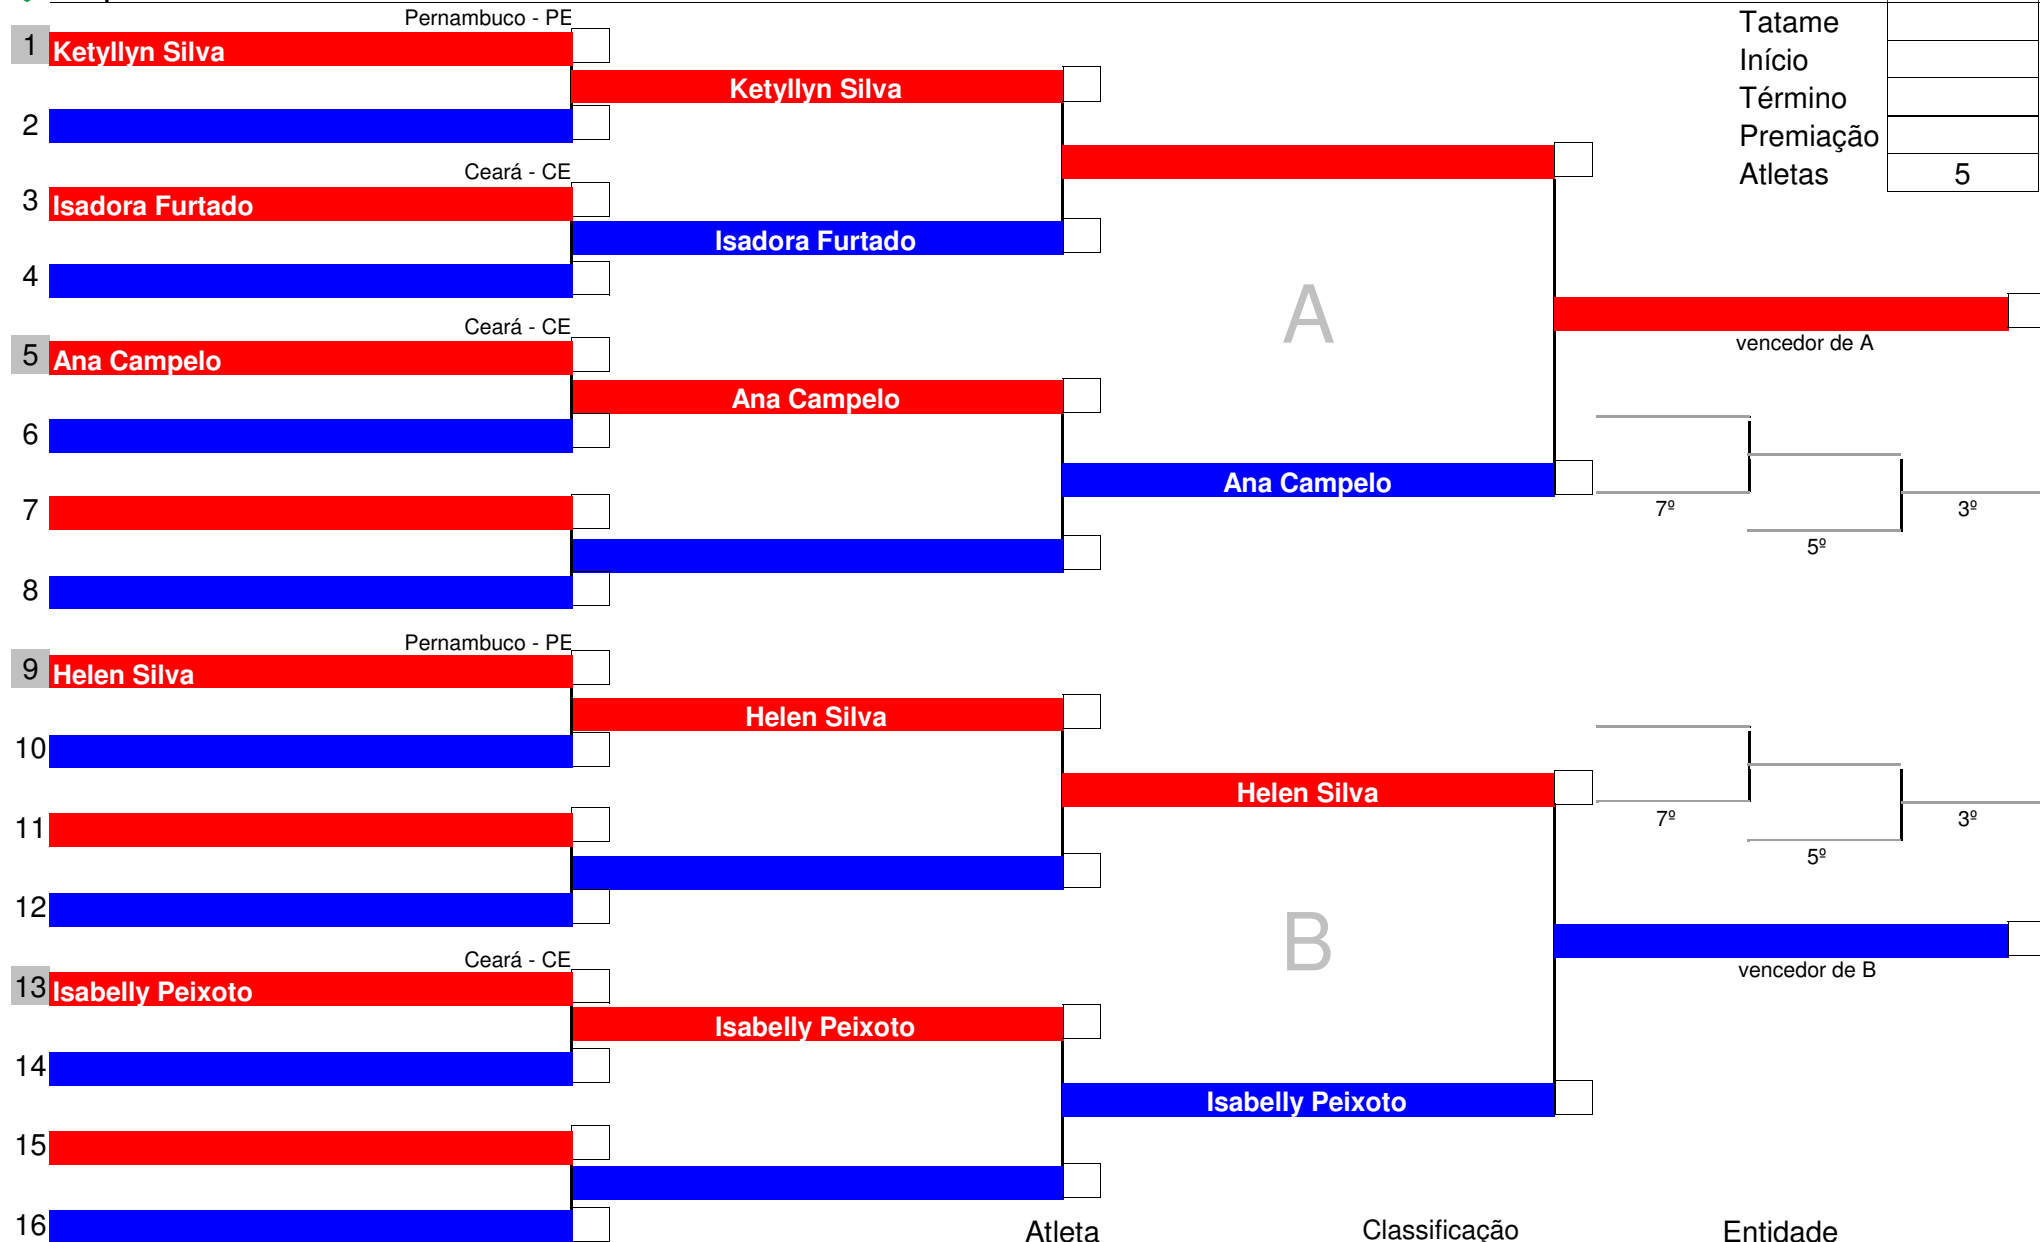 Pernambuco - PE
Tatame
1 Ketyllyn Silva
Início
Ketyllyn Silva
Término
2
Premiação
Ceará - CE
Atletas 5
3 Isadora Furtado
Isadora Furtado
4
A
Ceará - CE
vencedor de A
5 Ana Campelo
Ana Campelo
6
Ana Campelo
7
7º 3º
5º
8
Pernambuco - PE
9 Helen Silva
Helen Silva
10
Helen Silva
11
7º 3º
5º
12
B
Ceará - CE
vencedor de B
13 Isabelly Peixoto
Isabelly Peixoto
14
Isabelly Peixoto
15
16
Atleta Classificação Entidade